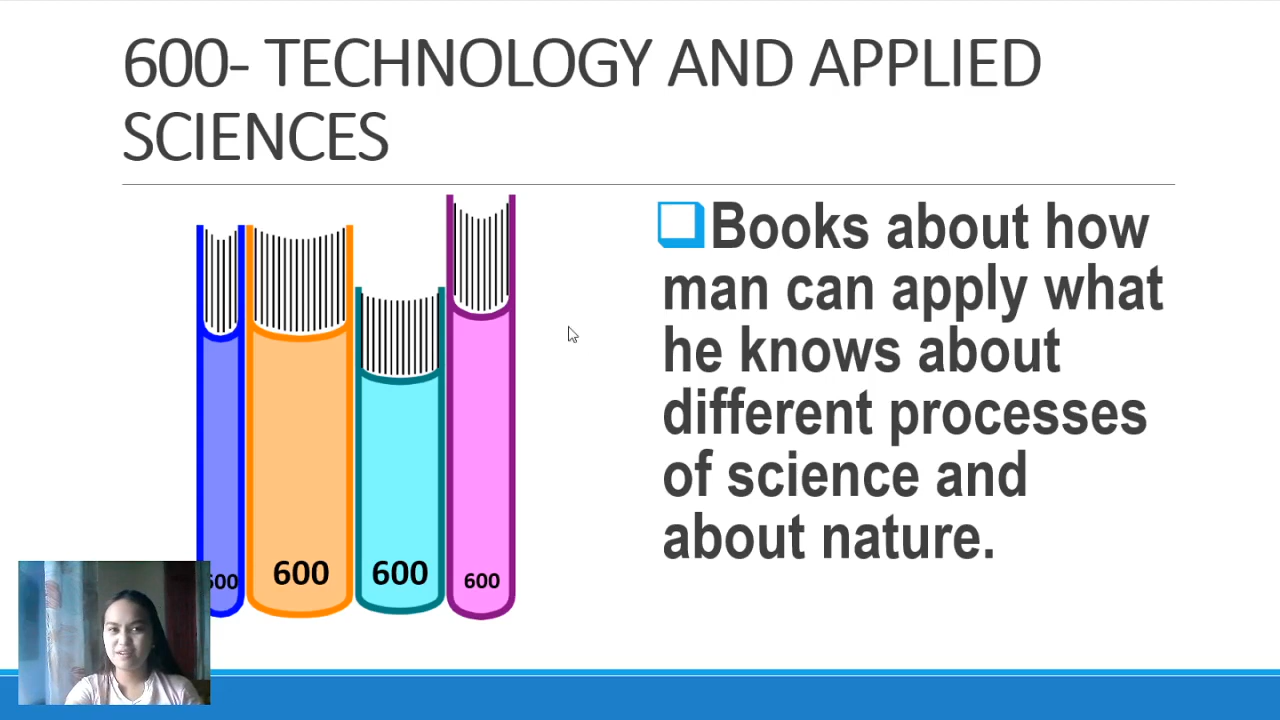 600- TECHNOLOGY AND APPLIED
SCIENCES
Books about how
man can apply what
he knows about
different processes
of science and
about nature.
600
600
600
600